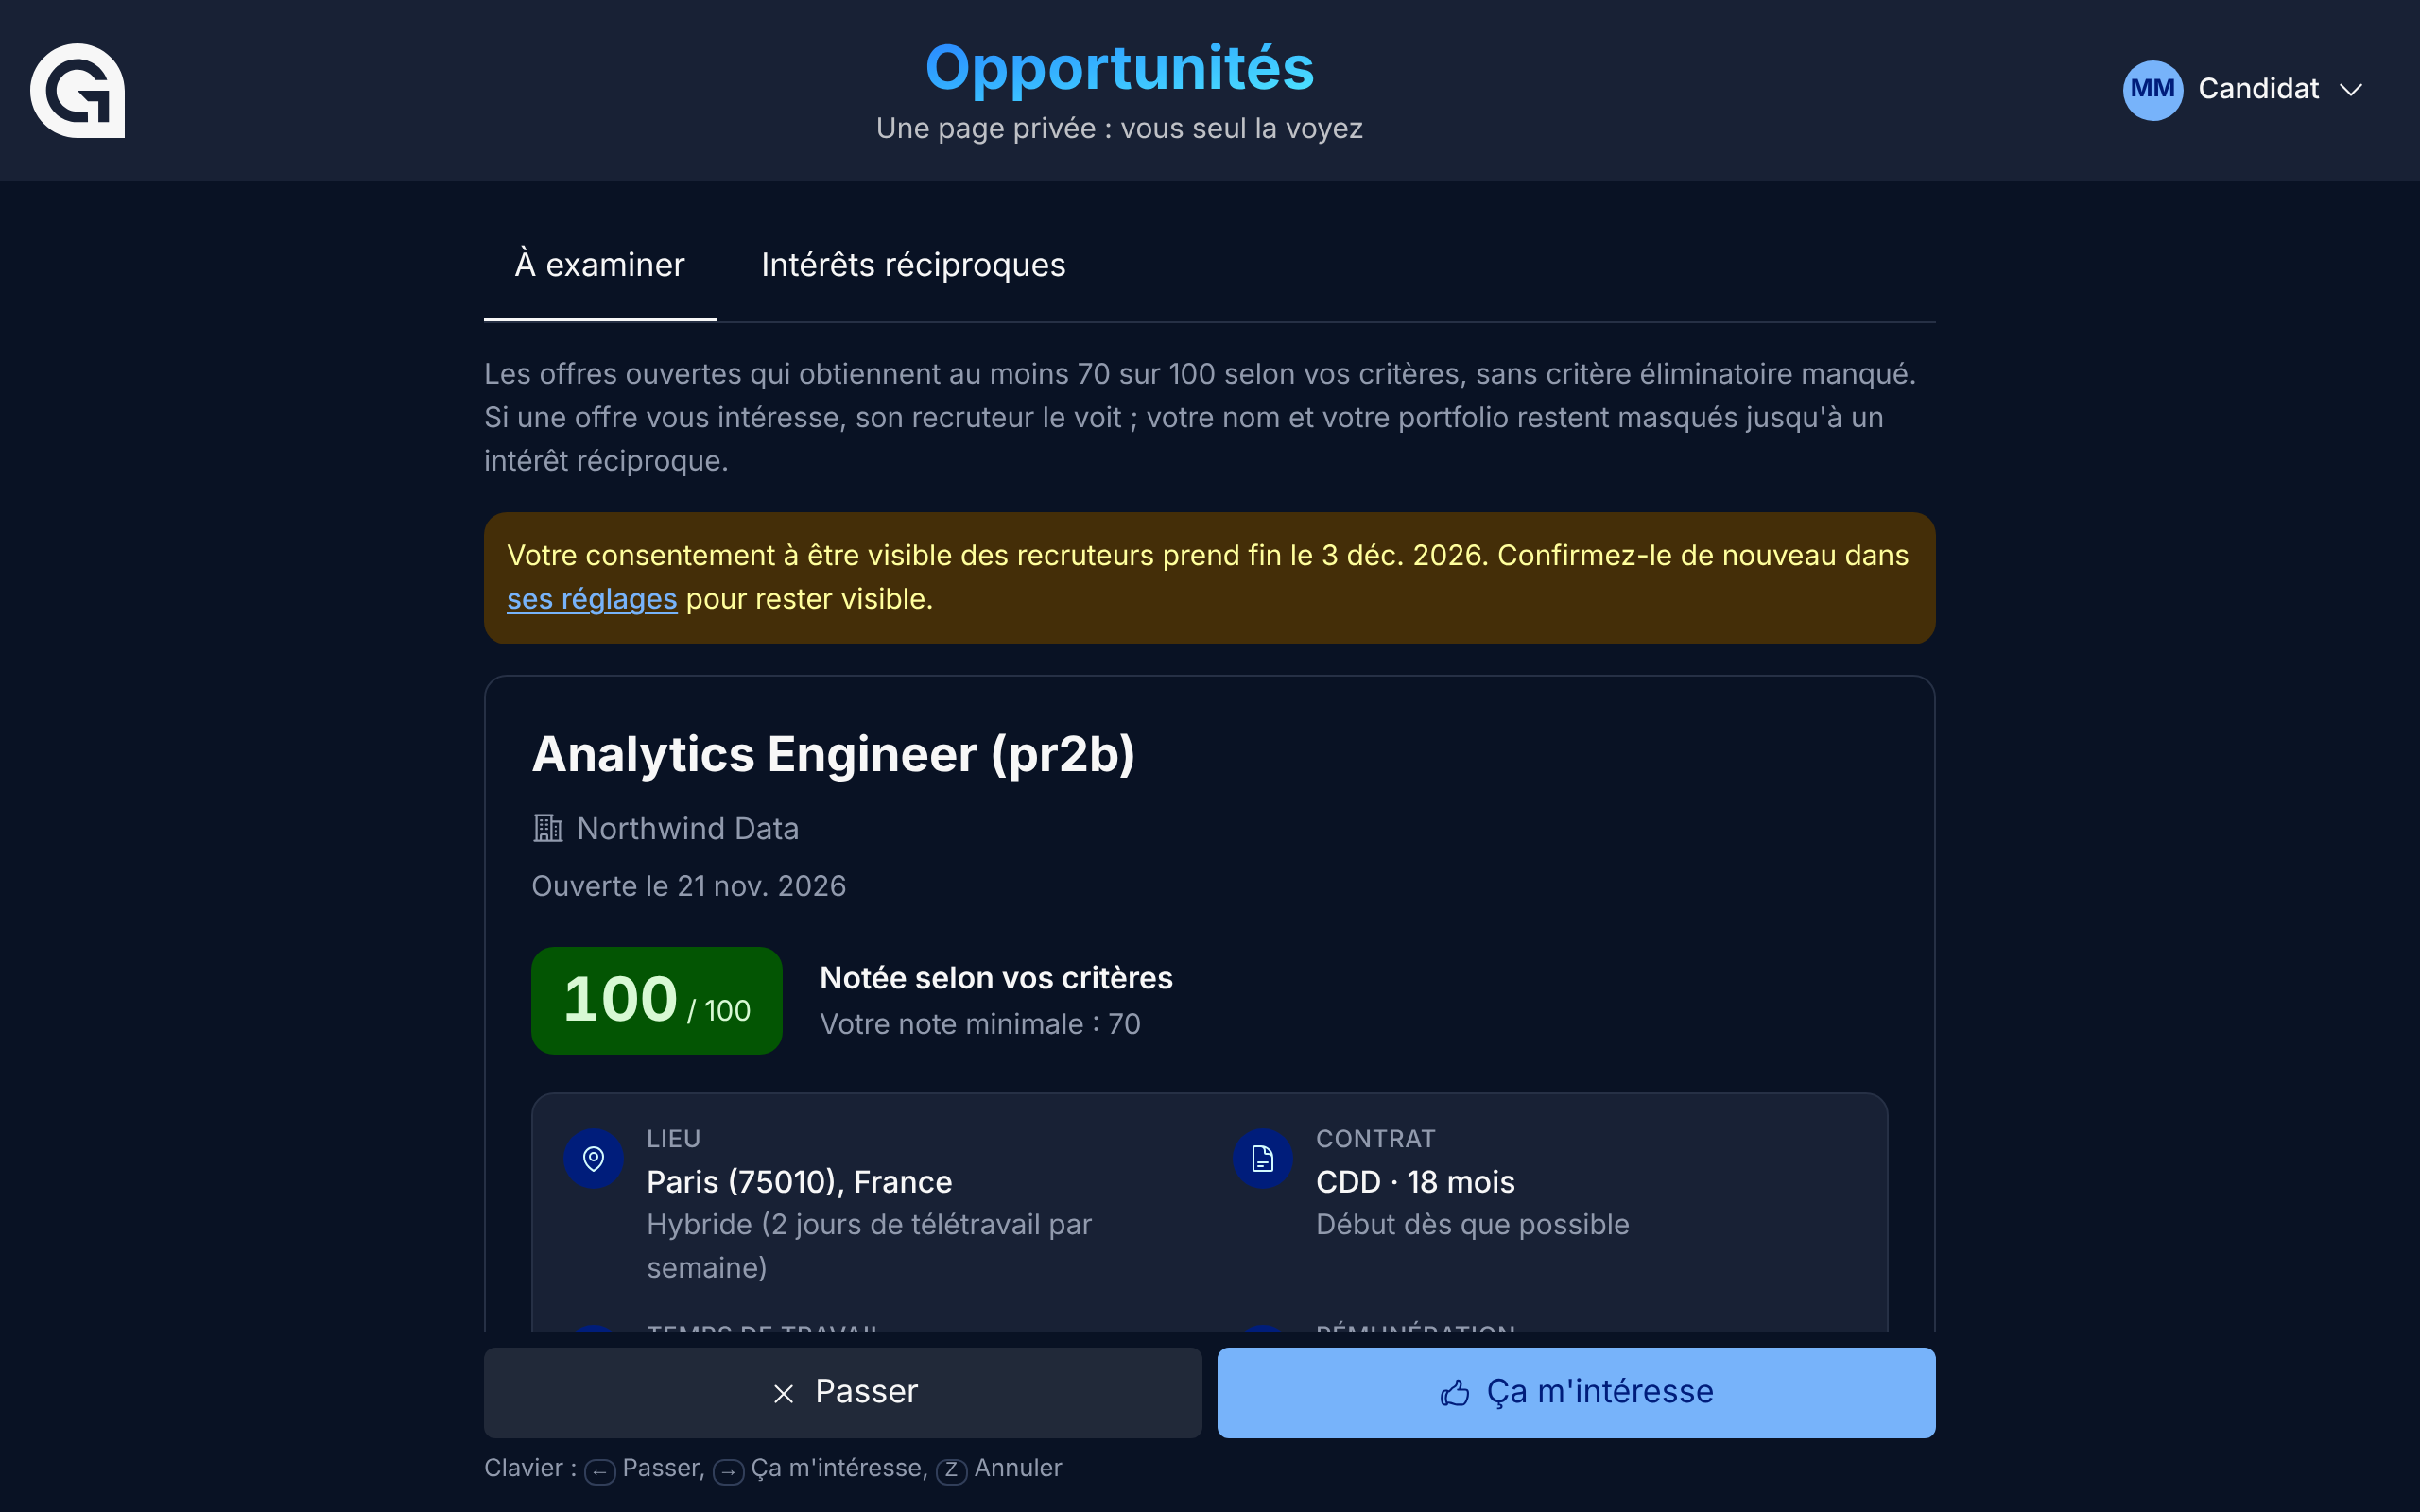 Opportunités
Une page privée : vous seul la voyez
MM Candidat
À examiner
Intérêts réciproques
Les offres ouvertes qui obtiennent au moins 70 sur 100 selon vos critères, sans critère éliminatoire manqué.
Si une offre vous intéresse, son recruteur le voit ; votre nom et votre portfolio restent masqués jusqu'à un
intérêt réciproque.
Votre consentement à être visible des recruteurs prend fin le 3 déc. 2026. Confirmez-le de nouveau dans
ses réglages pour rester visible.
Analytics Engineer (pr2b)
Northwind Data
Ouverte le 21 nov. 2026
100 / 100
Notée selon vos critères
Votre note minimale : 70
LIEU
Paris (75010), France
Hybride (2 jours de télétravail par
semaine)
CONTRAT
CDD · 18 mois
Début dès que possible
TEMPS DE TRAVAIL
RÉMUNÉRATION
Passer
Ça m'intéresse
Clavier : ← Passer, → Ça m'intéresse, Z Annuler